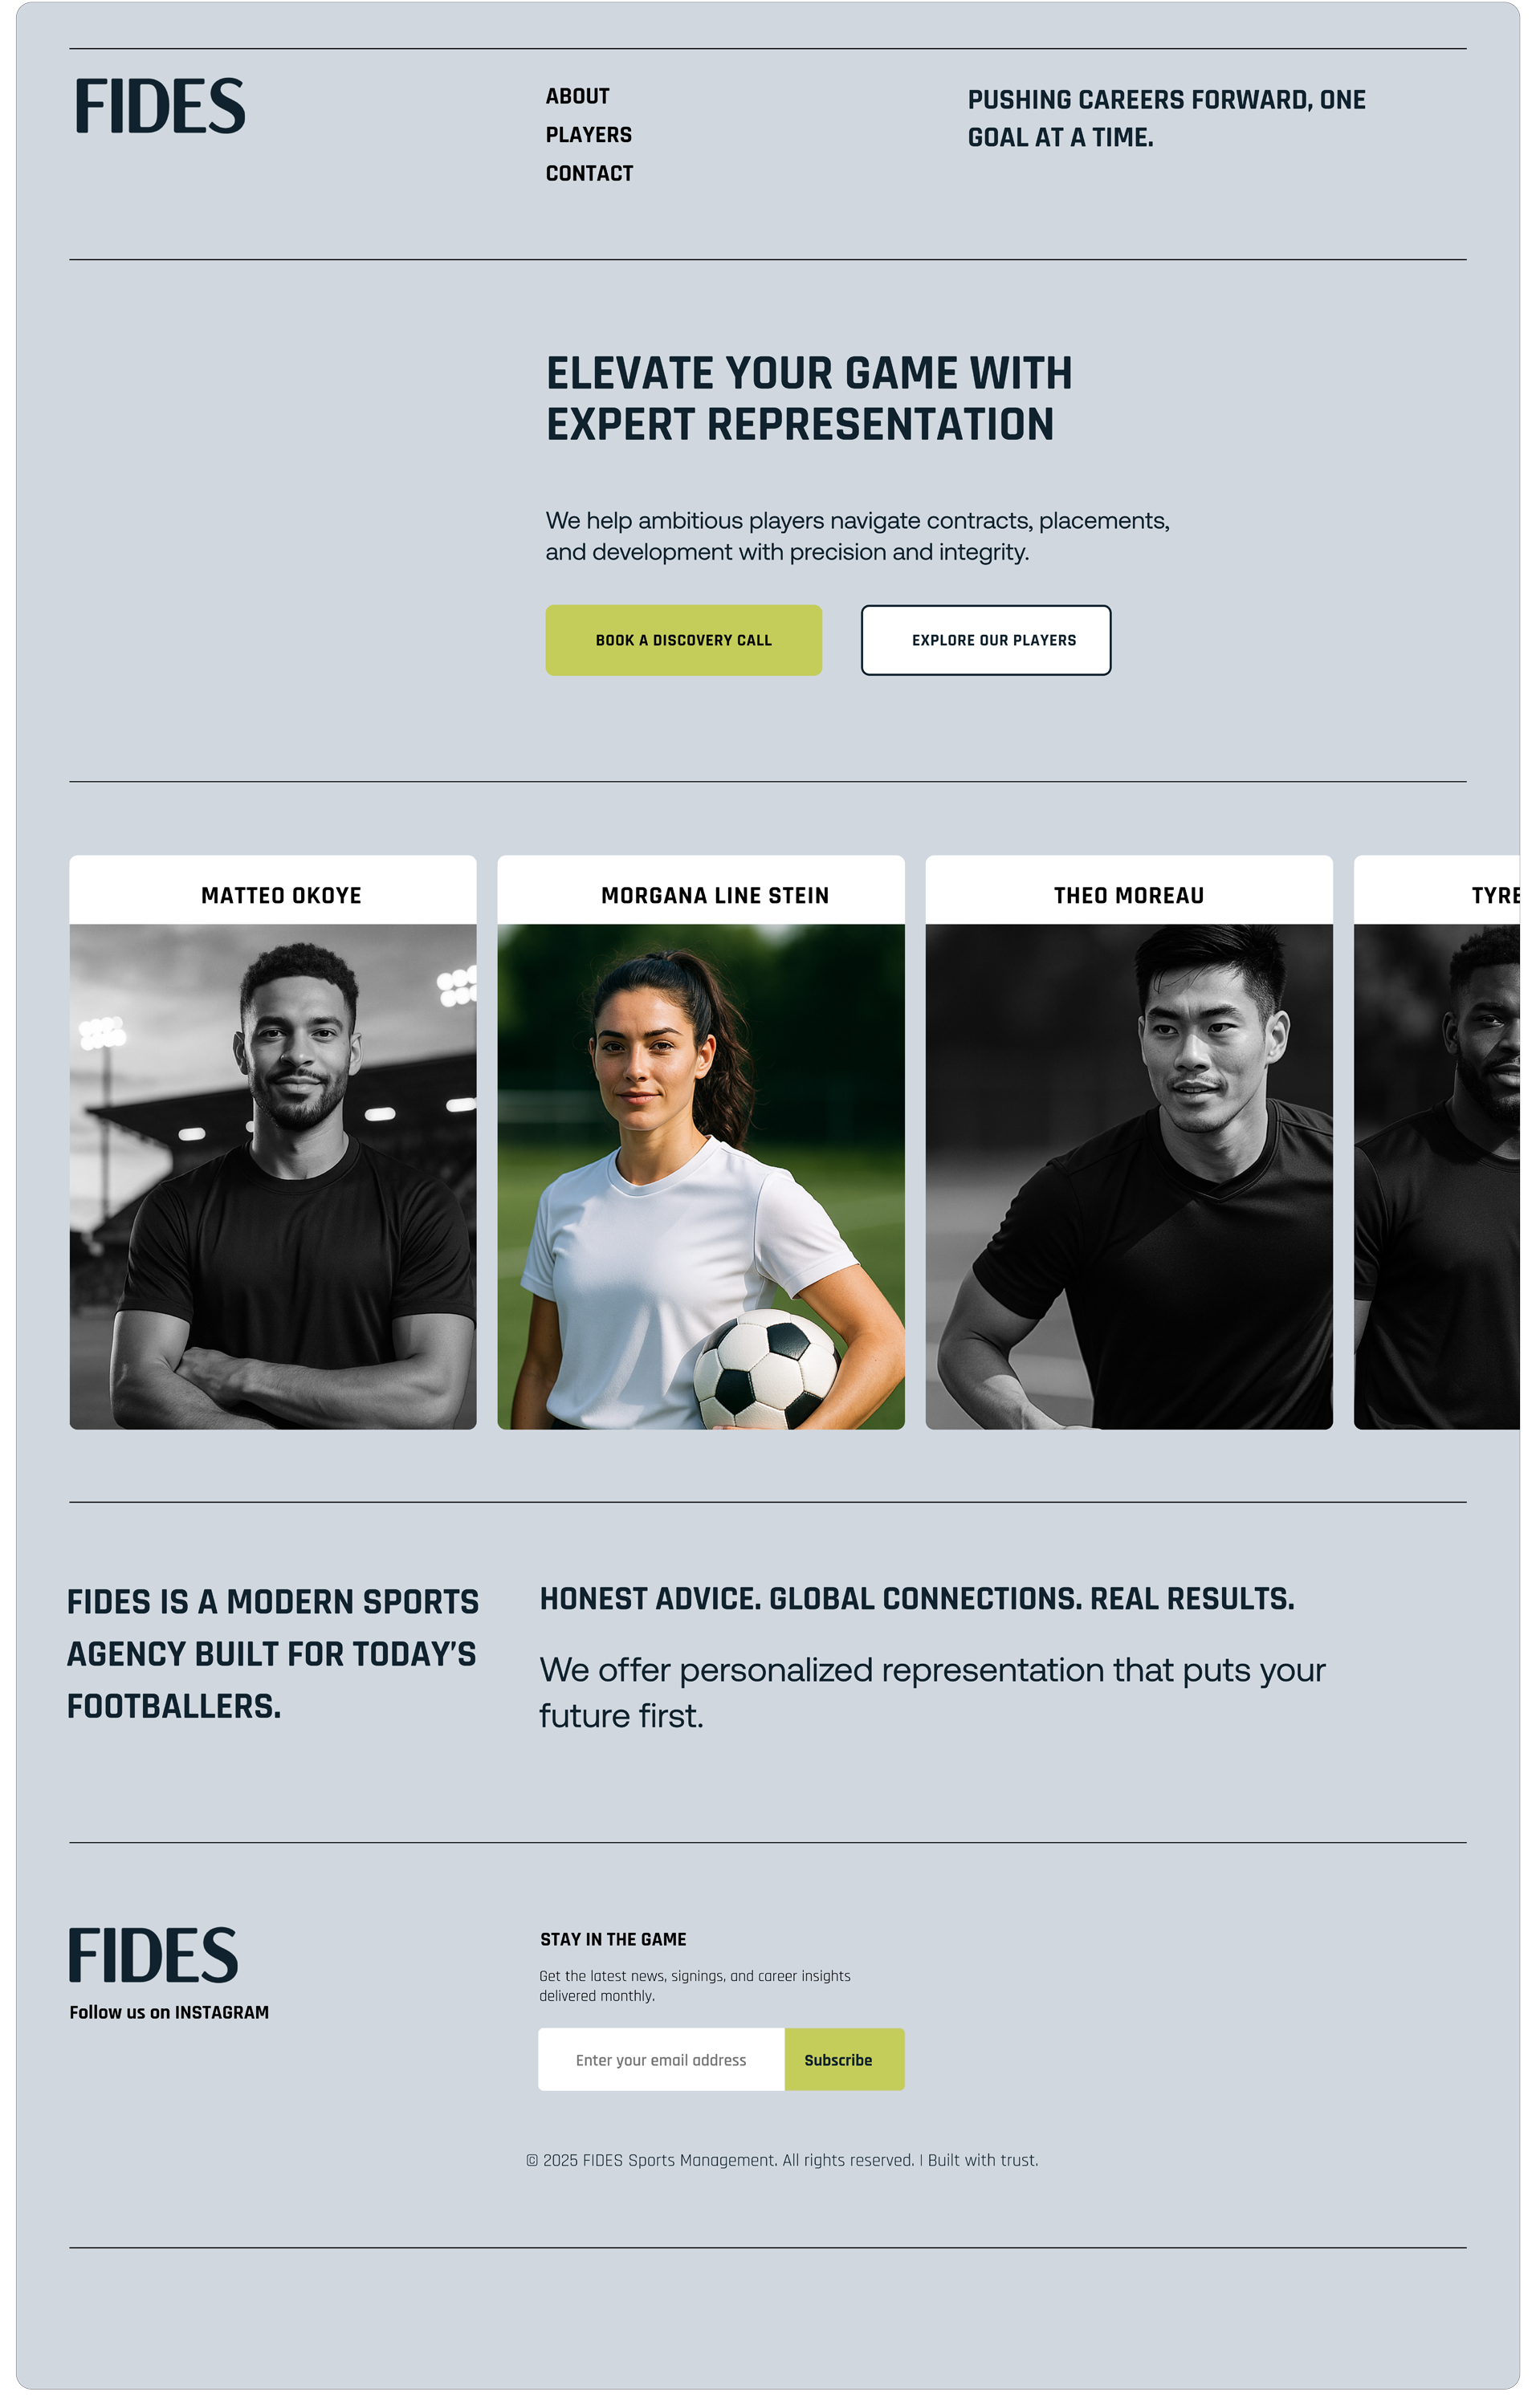 FIDES
ABOUT
PLAYERS
CONTACT
PUSHING CAREERS FORWARD, ONE
GOAL AT A TIME.
ELEVATE YOUR GAME WITH
EXPERT REPRESENTATION
We help ambitious players navigate contracts, placements,
and development with precision and integrity.
BOOK A DISCOVERY CALL
EXPLORE OUR PLAYERS
MATTEO OKOYE
MORGANA LINE STEIN
THEO MOREAU
TYRE
FIDES IS A MODERN SPORTS
AGENCY BUILT FOR TODAY’S
FOOTBALLERS.
HONEST ADVICE. GLOBAL CONNECTIONS. REAL RESULTS.
We offer personalized representation that puts your
future first.
FIDES
Follow us on INSTAGRAM
STAY IN THE GAME
Get the latest news, signings, and career insights
delivered monthly.
Enter your email address
Subscribe
© 2025 FIDES Sports Management. All rights reserved. | Built with trust.